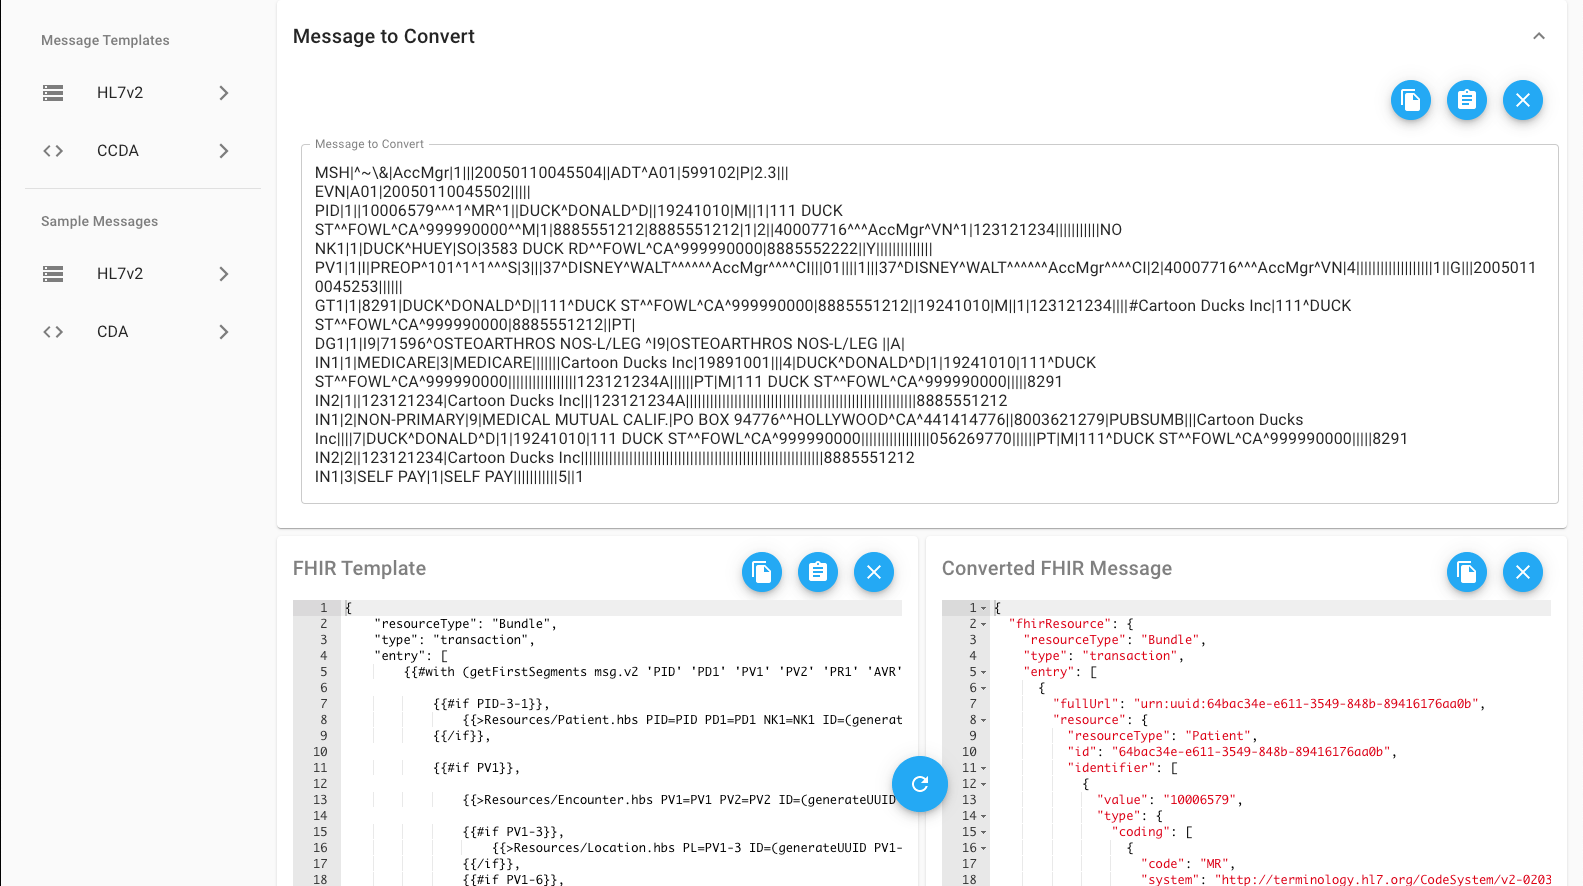 Message Templates
HL7v2
CCDA
Sample Messages
HL7v2
CDA
Message to Convert
Message to Convert
MSH|^~\&|AccMgr|1|||20050110045504||ADT^A01|599102|P|2.3|||
EVN|A01|20050110045502|||||
PID|1||10006579^^^1^MR^1||DUCK^DONALD^D||19241010|M||1|111 DUCK
ST^^FOWL^CA^999990000^^M|1|8885551212|8885551212|1|2||40007716^^^AccMgr^VN^1|123121234|||||||||||NO
NK1|1|DUCK^HUEY|SO|3583 DUCK RD^^FOWL^CA^999990000|8885552222||Y||||||||||||||
PV1|1|I|PREOP^101^1^1^^^S|3|||37^DISNEY^WALT^^^^^^AccMgr^^^^CI|||01||||1|||37^DISNEY^WALT^^^^^^AccMgr^^^^CI|2|40007716^^^AccMgr^VN|4|||||||||||||||||||1||G|||2005011
0045253||||||
GT1|1|8291|DUCK^DONALD^D||111^DUCK ST^^FOWL^CA^999990000|8885551212||19241010|M||1|123121234||||#Cartoon Ducks Inc|111^DUCK
ST^^FOWL^CA^999990000|8885551212||PT|
DG1|1|I9|71596^OSTEOARTHROS NOS-L/LEG ^I9|OSTEOARTHROS NOS-L/LEG ||A|
IN1|1|MEDICARE|3|MEDICARE|||||||Cartoon Ducks Inc|19891001|||4|DUCK^DONALD^D|1|19241010|111^DUCK
ST^^FOWL^CA^999990000|||||||||||||||||123121234A||||||PT|M|111 DUCK ST^^FOWL^CA^999990000|||||8291
IN2|1||123121234|Cartoon Ducks Inc|||123121234A|||||||||||||||||||||||||||||||||||||||||||||||||||||||||8885551212
IN1|2|NON-PRIMARY|9|MEDICAL MUTUAL CALIF.|PO BOX 94776^^HOLLYWOOD^CA^441414776||8003621279|PUBSUMB|||Cartoon Ducks
Inc||||7|DUCK^DONALD^D|1|19241010|111 DUCK ST^^FOWL^CA^999990000|||||||||||||||||056269770||||||PT|M|111^DUCK ST^^FOWL^CA^999990000|||||8291
IN2|2||123121234|Cartoon Ducks Inc||||||||||||||||||||||||||||||||||||||||||||||||||||||||||||8885551212
IN1|3|SELF PAY|1|SELF PAY|||||||||||5||1
FHIR Template
1 {
2 "resourceType": "Bundle",
3 "type": "transaction",
4 "entry": [
5 {{#with (getFirstSegments msg.v2 'PID' 'PD1' 'PV1' 'PV2' 'PR1' 'AVR'
6
7 {{#if PID-3-1}},
8 {{>Resources/Patient.hbs PID=PID PD1=PD1 NK1=NK1 ID=(generat
9 {{/if}},
10
11 {{#if PV1}},
12
13 {{>Resources/Encounter.hbs PV1=PV1 PV2=PV2 ID=(generateUUID
14
15 {{#if PV1-3}},
16 {{>Resources/Location.hbs PL=PV1-3 ID=(generateUUID PV1-
17 {{/if}},
18 {{#if PV1-6}},
Converted FHIR Message
1 {
2 "fhirResource": {
3 "resourceType": "Bundle",
4 "type": "transaction",
5 "entry": [
6 {
7 "fullUrl": "urn:uuid:64bac34e-e611-3549-848b-89416176aa0b",
8 "resource": {
9 "resourceType": "Patient",
10 "id": "64bac34e-e611-3549-848b-89416176aa0b",
11 "identifier": [
12 {
13 "value": "10006579",
14 "type": {
15 "coding": [
16 {
17 "code": "MR",
18 "system": "http://terminology.hl7.org/CodeSystem/v2-0203